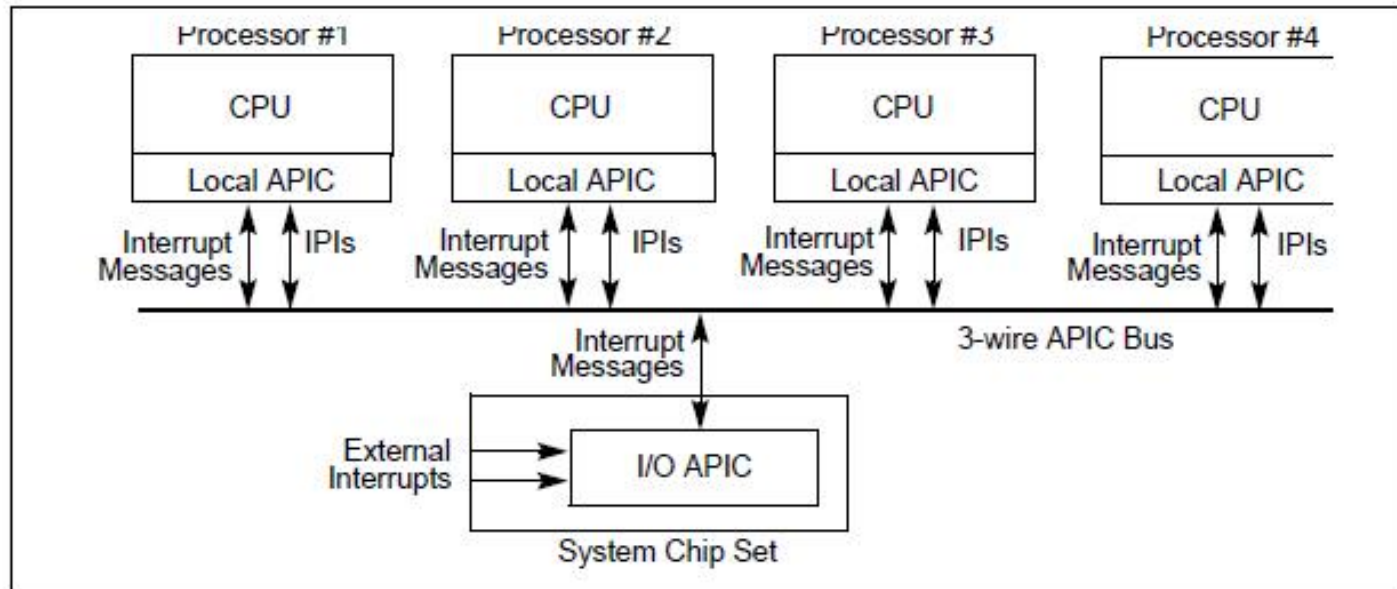 Processor #1
Processor #2
Processor #3
Processor #4
CPU
CPU
CPU
CPU
Local APIC
Local APIC
Local APIC
Local APIC
Interrupt
Messages
IPIs
Interrupt
Messages
IPIs
Interrupt
Messages
IPIs
Interrupt
Messages
IPIs
3-wire APIC Bus
Interrupt
Messages
External
Interrupts
I/O APIC
System Chip Set